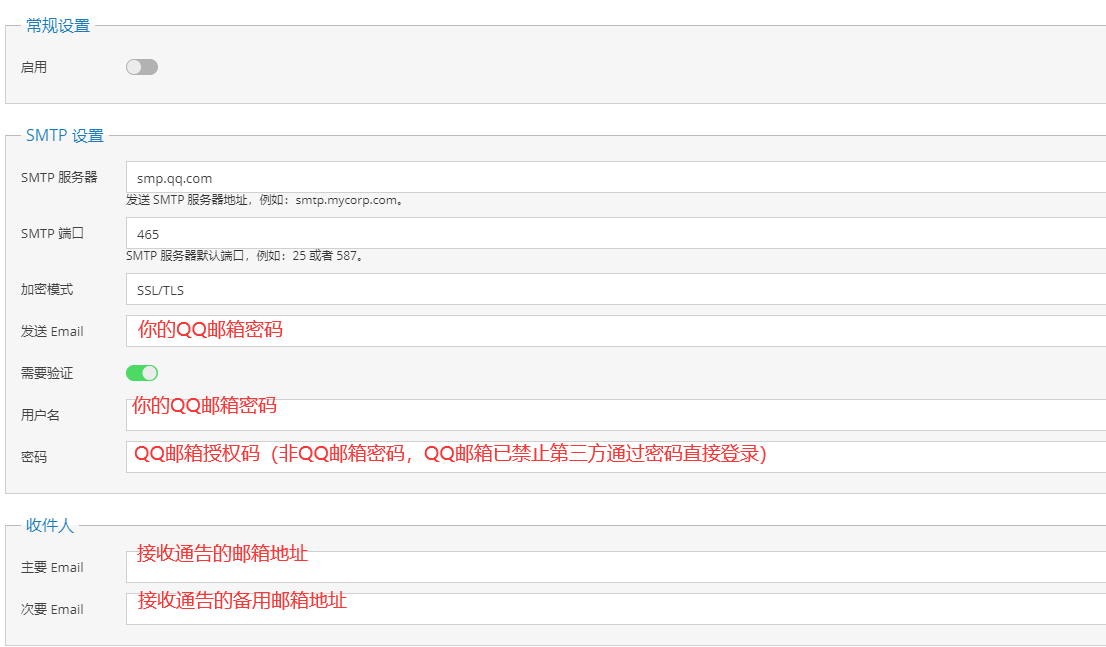 常规设置
启用
SMTP 设置
SMTP 服务器
smp.qq.com
发送 SMTP 服务器地址，例如：smtp.mycorp.com。
SMTP 端口
465
SMTP 服务器默认端口，例如：25 或者 587。
加密模式
SSL/TLS
发送 Email
你的QQ邮箱密码
需要验证
用户名
你的QQ邮箱密码
密码
QQ邮箱授权码（非QQ邮箱密码，QQ邮箱已禁止第三方通过密码直接登录）
收件人
主要 Email
接收通告的邮箱地址
次要 Email
接收通告的备用邮箱地址